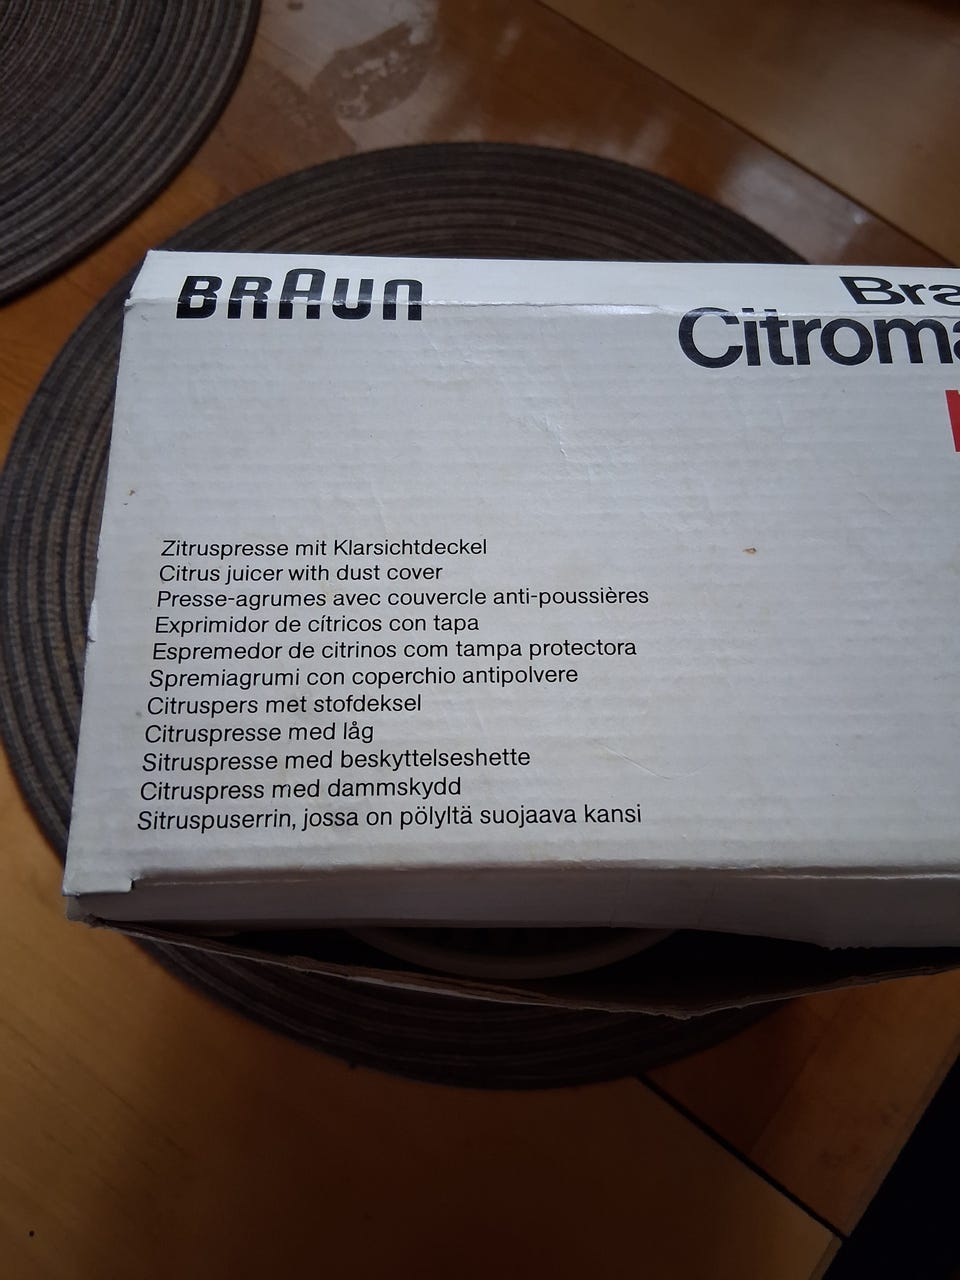 BRAUN
Bra
Citroma
Zitruspresse mit Klarsichtdeckel
Citrus juicer with dust cover
Presse-agrumes avec couvercle anti-poussières
Exprimidor de cítricos con tapa
Espremedor de citrinos com tampa protectora
Spremiagrumi con coperchio antipolvere
Citruspers met stofdeksel
Citruspresse med låg
Sitruspresse med beskyttelseshette
Citruspress med dammskydd
Sitruspuserrin, jossa on pölyltä suojaava kansi